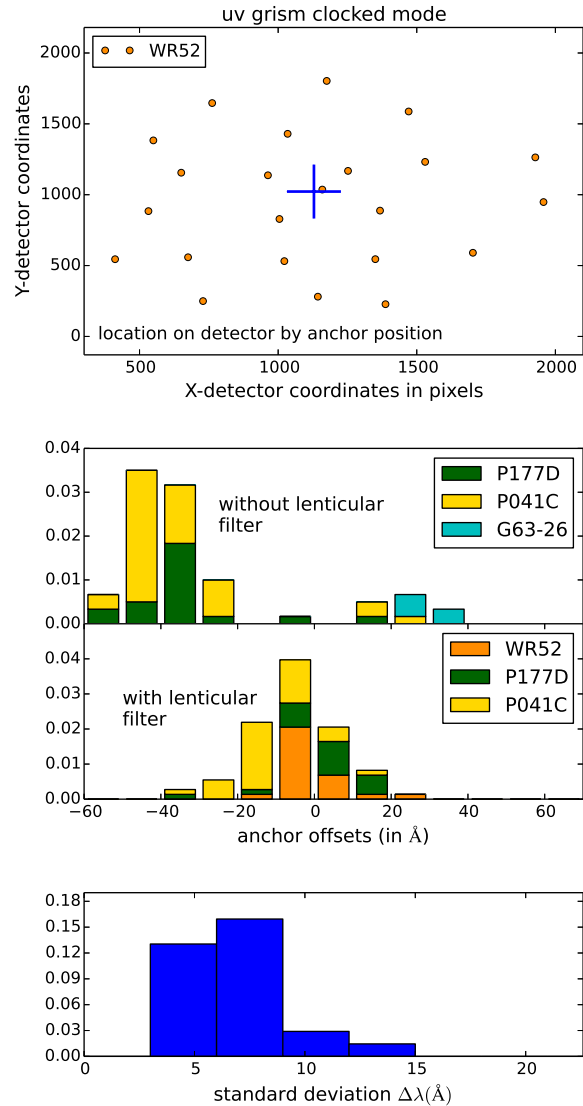 uv grism clocked mode
2000
1500
1000
500
0
Y-detector coordinates
WR52
location on detector by anchor position
500
1000
1500
2000
X-detector coordinates in pixels
0.04
0.03
0.02
0.01
0.00
without lenticular
filter
P177D
P041C
G63-26
0.04
0.03
0.02
0.01
0.00
with lenticular
filter
WR52
P177D
P041C
−60
−40
−20
0
20
40
60
anchor offsets (in Å)
0.18
0.15
0.12
0.09
0.06
0.03
0.00
0
5
10
15
20
standard deviation Δλ(Å)